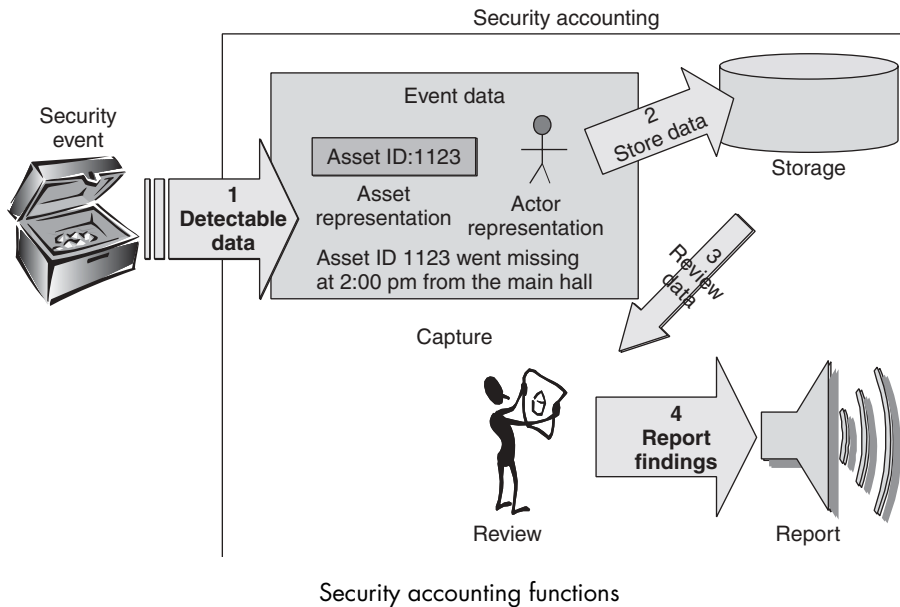 Security accounting
Security
event
1
Detectable
data
Event data
Asset ID:1123
Asset
representation
Actor
representation
Asset ID 1123 went missing
at 2:00 pm from the main hall
Capture
2
Store data
Storage
3
Review
data
Review
4
Report
findings
Report
Security accounting functions